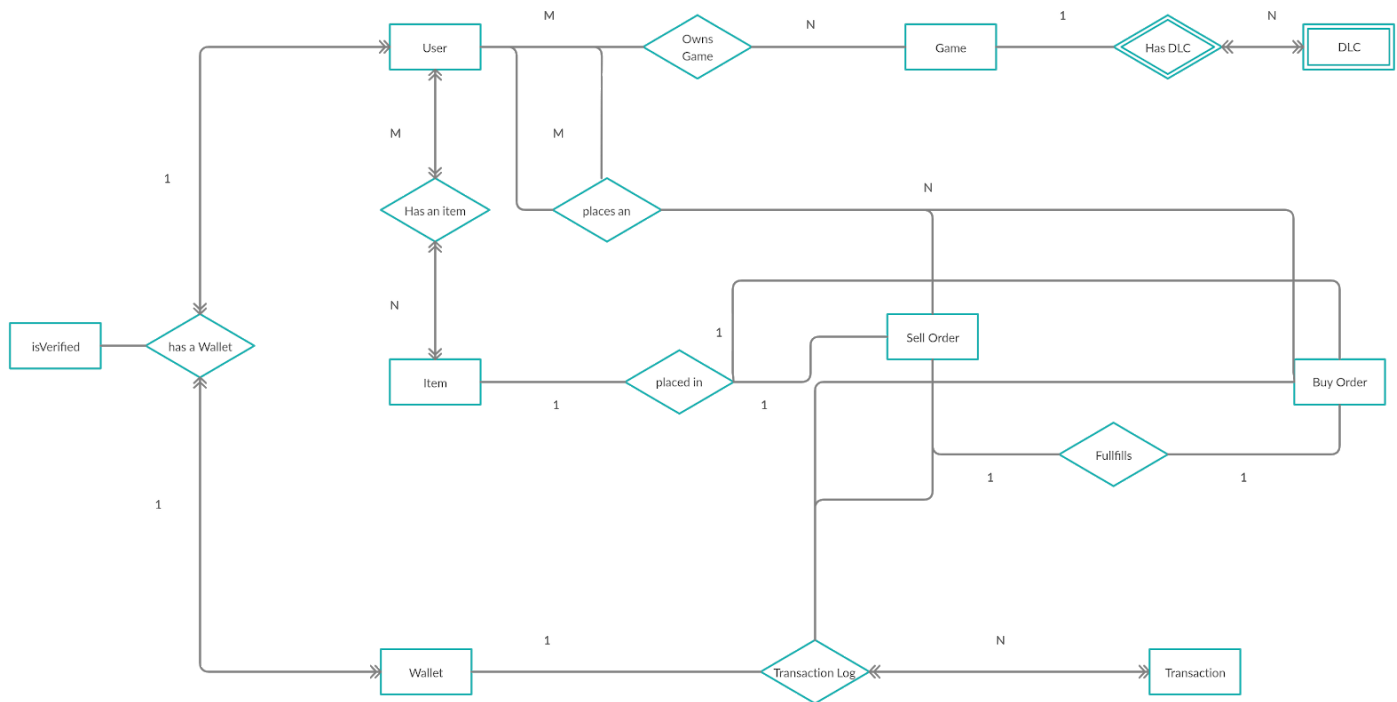 M
N
1
N
User
Owns
Game
Game
Has DLC
DLC
M
M
1
N
Has an item
places an
N
1
isVerified
has a Wallet
Sell Order
Item
placed in
Buy Order
1
1
Fullfills
1
1
1
1
N
Wallet
Transaction Log
Transaction